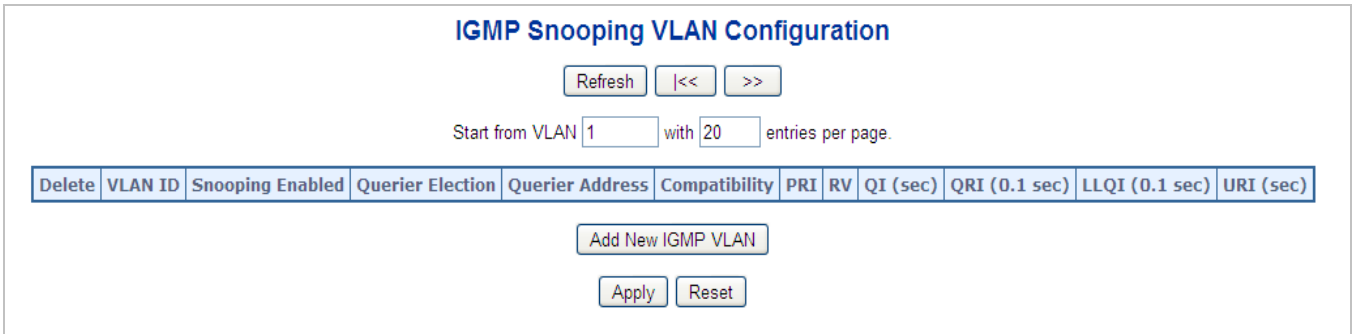 IGMP Snooping VLAN Configuration
Refresh |<< >>
Start from VLAN 1 with 20 entries per page.
Delete VLAN ID Snooping Enabled Querier Election Querier Address Compatibility PRI RV QI (sec) QRI (0.1 sec) LLQI (0.1 sec) URI (sec)
Add New IGMP VLAN
Apply Reset